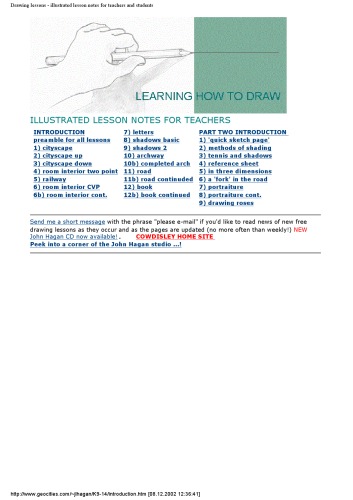 Drawing lessons - illustrated lesson notes for teachers and students
LEARNING HOW TO DRAW
ILLUSTRATED LESSON NOTES FOR TEACHERS
INTRODUCTION
preamble for all lessons
1) cityscape
2) cityscape up
3) cityscape down
4) room interior two point
5) railway
6) room interior CVP
6b) room interior cont.
7) letters
8) shadows basic
9) shadows 2
10) archway
10b) completed arch
11) road
11b) road continued
12) book
12b) book continued
PART TWO INTRODUCTION
1) 'quick sketch page'
2) methods of shading
3) tennis and shadows
4) reference sheet
5) in three dimensions
6) a 'fork' in the road
7) portraiture
8) portraiture cont.
9) drawing roses
Send me a short message with the phrase "please e-mail" if you'd like to read news of new free
drawing lessons as they occur and as the pages are updated (no more often than weekly!) NEW
John Hagan CD now available! . COWDISLEY HOME SITE
Peek into a corner of the John Hagan studio ...!
http://www.geocities.com/~jlhagan/K9-14/introduction.htm [08.12.2002 12:36:41]